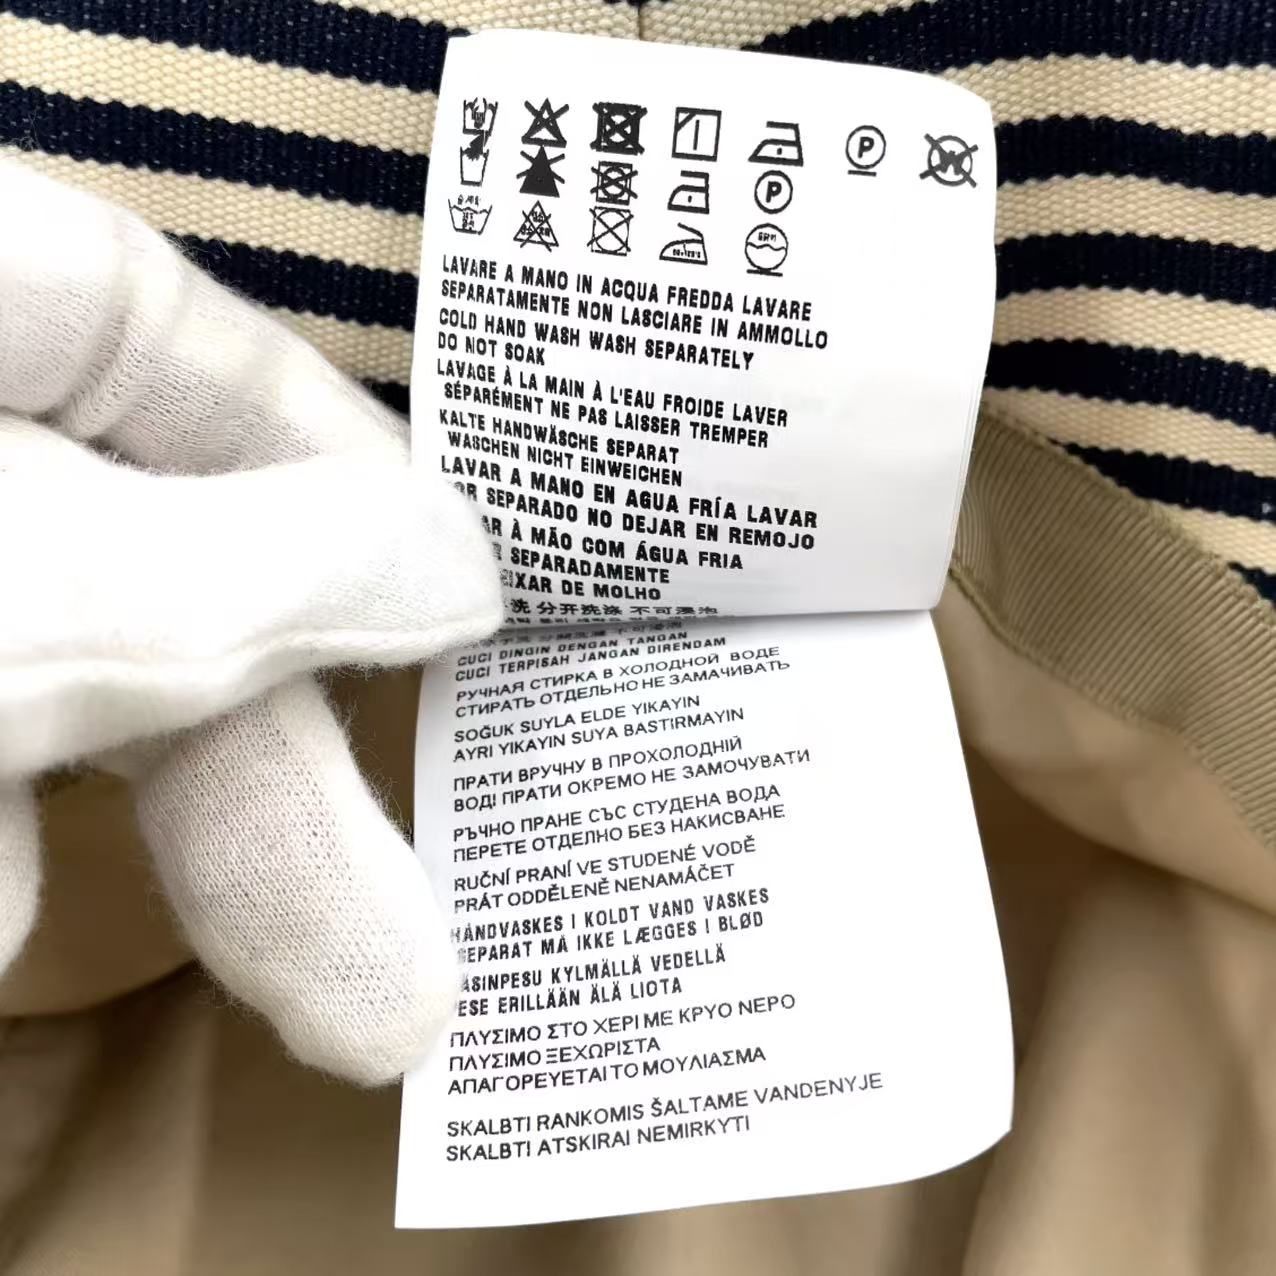 P
W
P
LAVARE A MANO IN ACQUA FREDDA LAVARE
SEPARATAMENTE NON LASCIARE IN AMMOLLO
COLD HAND WASH WASH SEPARATELY
DO NOT SOAK
LAVAGE À LA MAIN À L'EAU FROIDE LAVER
SÉPARÉMENT NE PAS LAISSER TREMPER
KALTE HANDWÄSCHE SEPARAT
WASCHEN NICHT EINWEICHEN
LAVAR A MANO EN AGUA FRÍA LAVAR
SEPARADO NO DEJAR EN REMOJO
À MÃO COM ÁGUA FRIA
SEPARADAMENTE
DE MOLHO
洗 分开洗涤 不可浸泡
CUCI DINGIN DENGAN TANGAN
CUCI TERPISAH JANGAN DIRENDAM
РУЧНАЯ СТИРКА В ХОЛОДНОЙ ВОДЕ
СТИРАТЬ ОТДЕЛЬНО НЕ ЗАМАЧИВАТЬ
SOĞUK SUYLA ELDE YIKAYIN
AYRI YIKAYIN SUYA BASTIRMAYIN
ПРАТИ ВРУЧНУ В ПРОХОЛОДНІЙ
ВОДІ ПРАТИ ОКРЕМО НЕ ЗАМОЧУВАТИ
РЪЧНО ПРАНЕ СЪС СТУДЕНА ВОДА
ПЕРЕТЕ ОТДЕЛНО БЕЗ НАКИСВАНЕ
RUČNÍ PRANÍ VE STUDENÉ VODĚ
PRÁT ODDĚLENĚ NENAMÁČET
HÅNDVASKES I KOLDT VAND VASKES
SEPARAT MÅ IKKE LÆGGES I BLØD
ÄSINPESU KYLMÄLLÄ VEDELLÄ
ESE ERILLÄÄN ÄLÄ LIOTA
ΠΛΥΣΙΜΟ ΣΤΟ ΧΕΡΙ ΜΕ ΚΡΥΟ ΝΕΡΟ
ΠΛΥΣΙΜΟ ΞΕΧΩΡΙΣΤΑ
ΑΠΑΓΟΡΕΥΕΤΑΙ ΤΟ ΜΟΥΛΙΑΣΜΑ
SKALBTI RANKOMIS ŠALTAME VANDENYJE
SKALBTI ATSKIRAI NEMIRKYTI